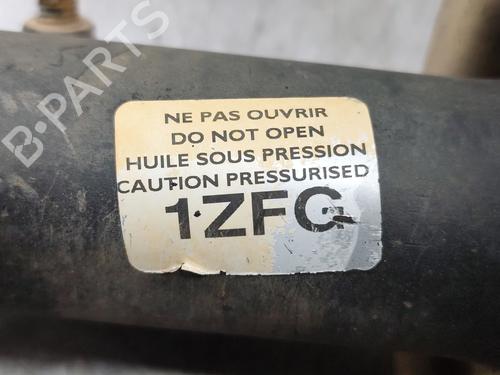 B-PARTS
NE PAS OUVRIR
DO NOT OPEN
HUILE SOUS PRESSION
CAUTION PRESSURISED
1ZFG